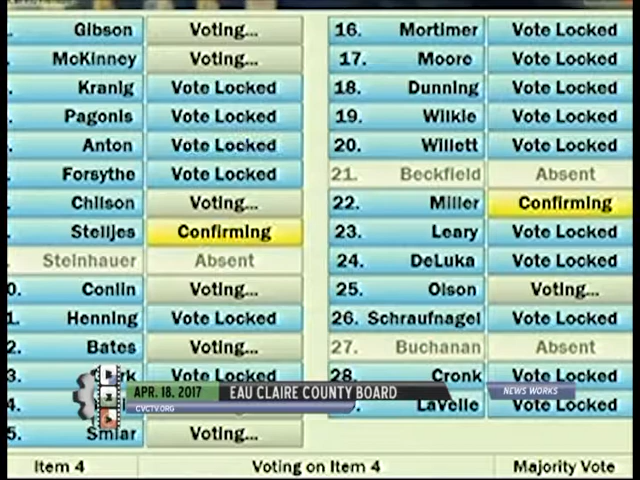 Gibson Voting...
McKinney Voting...
Kranig Vote Locked
Pagonis Vote Locked
Anton Vote Locked
Forsythe Vote Locked
Chilson Voting...
Stelljes Confirming
Steinhauer Absent
0. Conlin Voting...
1. Henning Vote Locked
2. Bates Voting...
3. Vote Locked
4.
5. Smiar Voting...
16. Mortimer Vote Locked
17. Moore Vote Locked
18. Dunning Vote Locked
19. Wilkie Vote Locked
20. Willett Vote Locked
21. Beckfield Absent
22. Miller Confirming
23. Leary Vote Locked
24. DeLuka Vote Locked
25. Olson Voting...
26. Schraufnagel Vote Locked
27. Buchanan Absent
28. Cronk Vote Locked
LaVelle Vote Locked
APR. 18, 2017 EAU CLAIRE COUNTY BOARD NEWS WORKS
CVCTV.ORG
Item 4 Voting on Item 4 Majority Vote